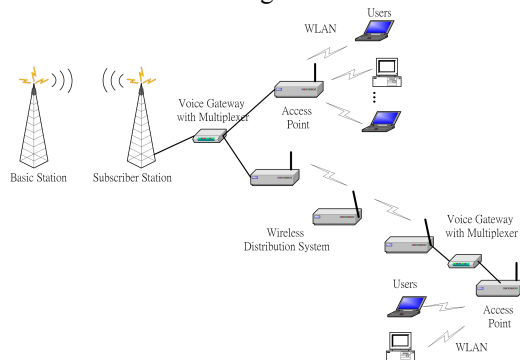 Users
WLAN
Voice Gateway
with Multiplexer
Access
Point
Basic Station
Subscriber Station
Wireless
Distribution System
Voice Gateway
with Multiplexer
Users
Access
Point
WLAN